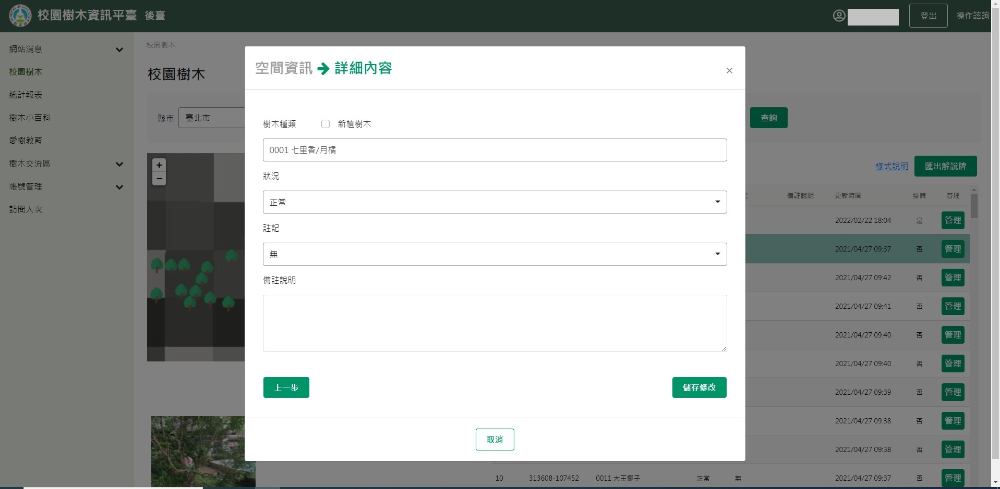 校園樹木資訊平臺 後臺
登出
操作諮詢
網站消息
校園樹木
統計報表
樹木小百科
愛樹教育
樹木交流區
帳號管理
訪問人次
校園樹木
校園樹木
縣市
臺北市
查詢
+
−
樣式說明
匯出解說牌
備註說明 更新時間 掛牌 管理
2022/02/22 18:04 是 管理
2021/04/27 09:37 否 管理
2021/04/27 09:42 否 管理
2021/04/27 09:41 否 管理
2021/04/27 09:40 否 管理
2021/04/27 09:40 否 管理
2021/04/27 09:39 否 管理
2021/04/27 09:38 否 管理
2021/04/27 09:38 否 管理
10 313608-107452 0011 大王椰子 正常 無 2021/04/27 09:37 否 管理
空間資訊 → 詳細內容
×
樹木種類 新植樹木
0001 七里香/月橘
狀況
正常
註記
無
備註說明
上一步
儲存修改
取消